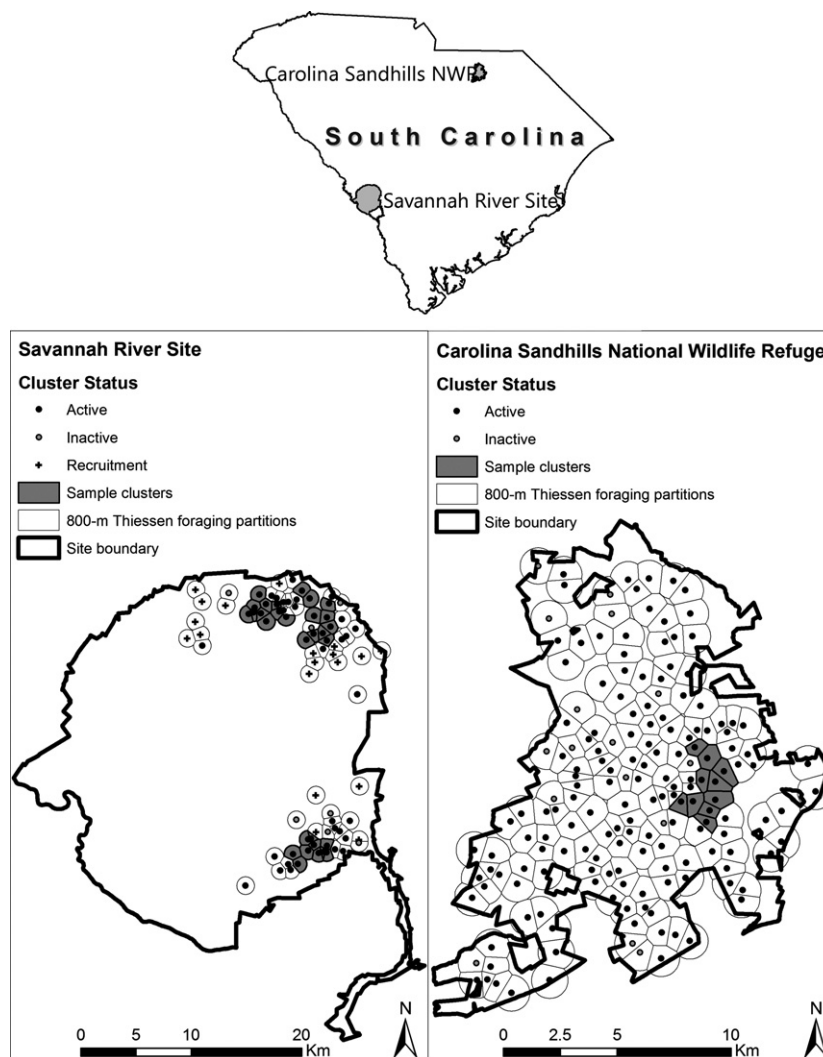 Carolina Sandhills NWR
South Carolina
Savannah River Site
Savannah River Site
Cluster Status
Active
Inactive
Recruitment
Sample clusters
800-m Thiessen foraging partitions
Site boundary
N
0 5 10 20
Km
Carolina Sandhills National Wildlife Refuge
Cluster Status
Active
Inactive
Sample clusters
800-m Thiessen foraging partitions
Site boundary
N
0 2.5 5 10
Km